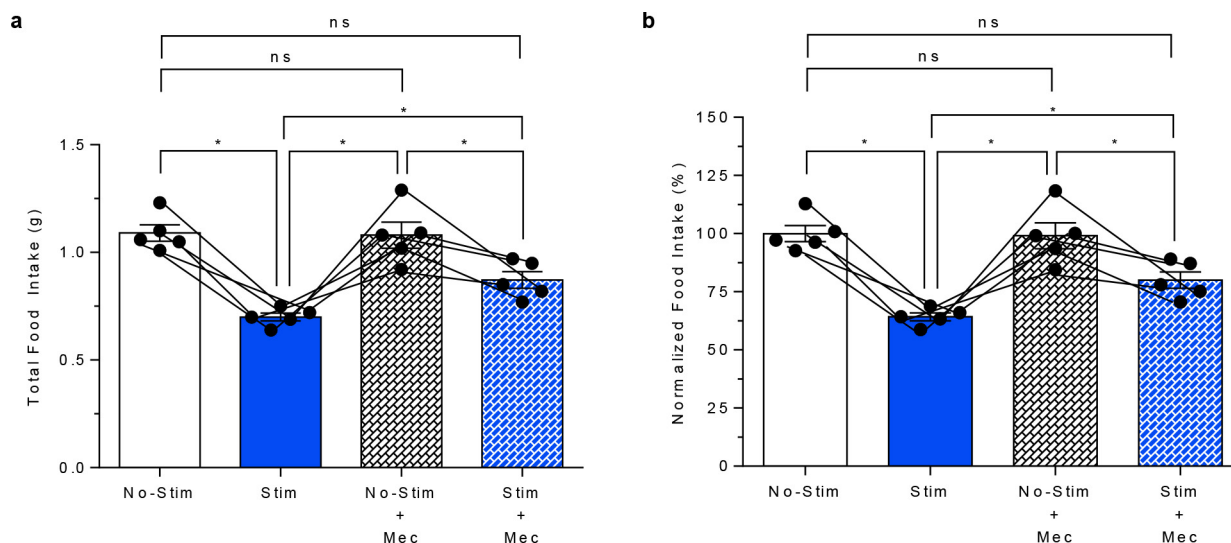 a
ns
ns
*
* * *
Total Food Intake (g)
1.5
1.0
0.5
0.0
No-Stim Stim No-Stim + Mec Stim + Mec
b
ns
ns
*
* * *
Normalized Food Intake (%)
150
125
100
75
50
25
0
No-Stim Stim No-Stim + Mec Stim + Mec